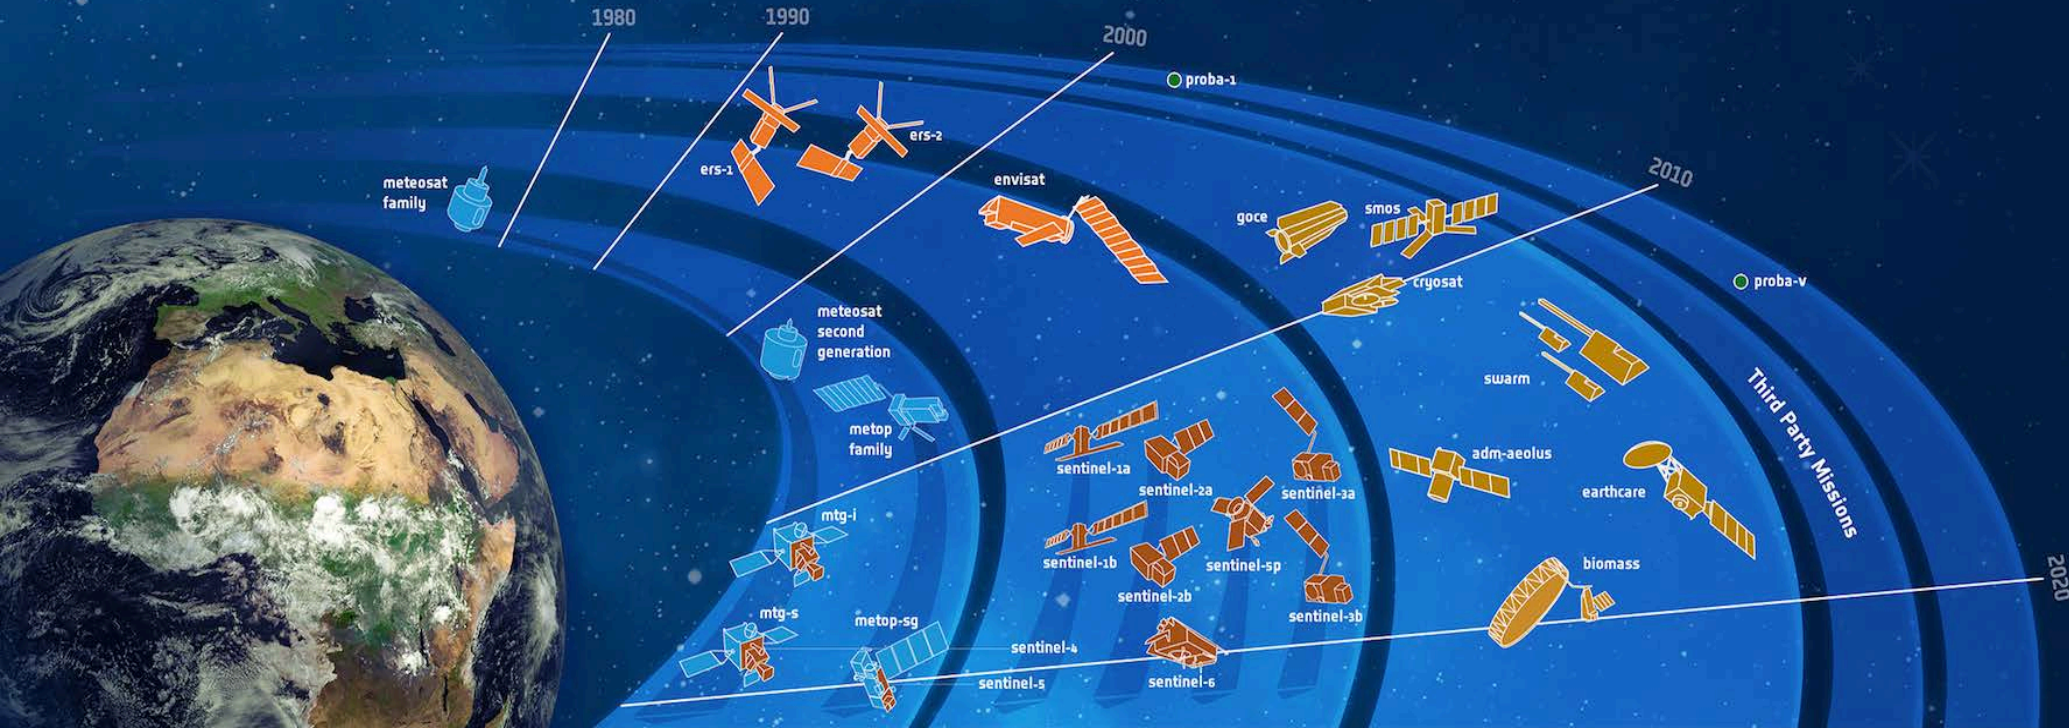 1980
1990
2000
proba-1
ers-2
ers-1
meteosat
family
envisat
2010
goce
smos
cryosat
proba-v
meteosat
second
generation
swarm
Third Party Missions
metop
family
sentinel-1a
sentinel-2a
sentinel-3a
adm-aeolus
earthcare
mtg-i
sentinel-1b
sentinel-5p
sentinel-2b
sentinel-3b
biomass
2020
mtg-s
metop-sg
sentinel-4
sentinel-5
sentinel-6